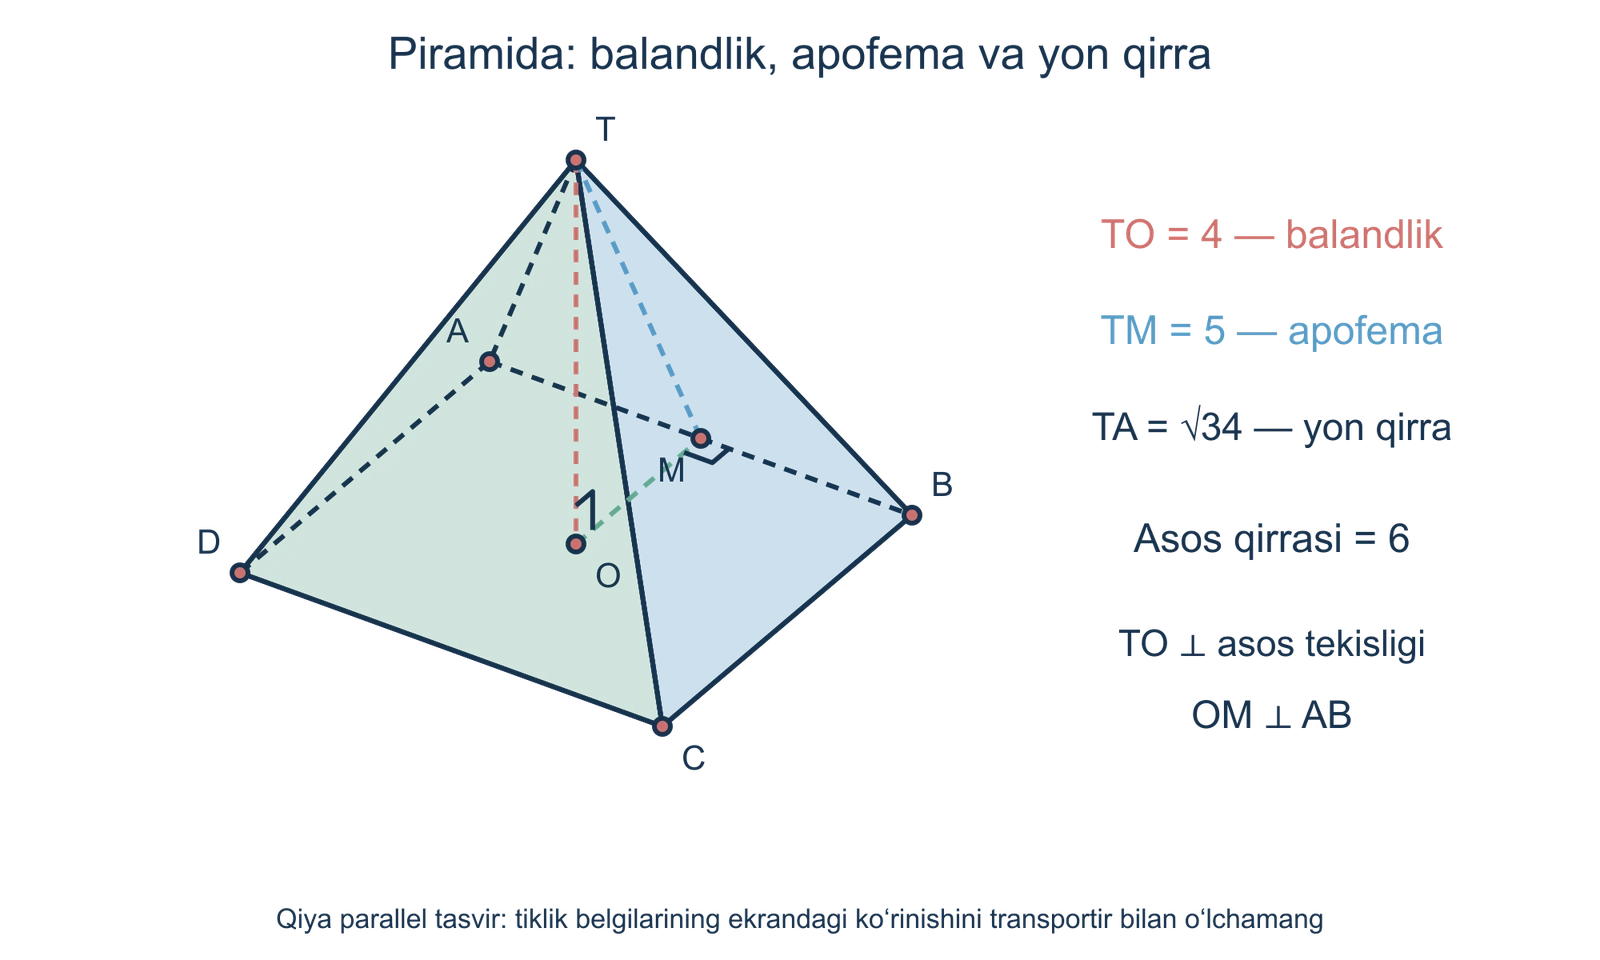 Piramida: balandlik, apofema va yon qirra
T
TO = 4 — balandlik
A
TM = 5 — apofema
TA = √34 — yon qirra
M
B
D
Asos qirrasi = 6
O
TO ⊥ asos tekisligi
OM ⊥ AB
C
Qiya parallel tasvir: tiklik belgilarining ekrandagi ko‘rinishini transportir bilan o‘lchamang